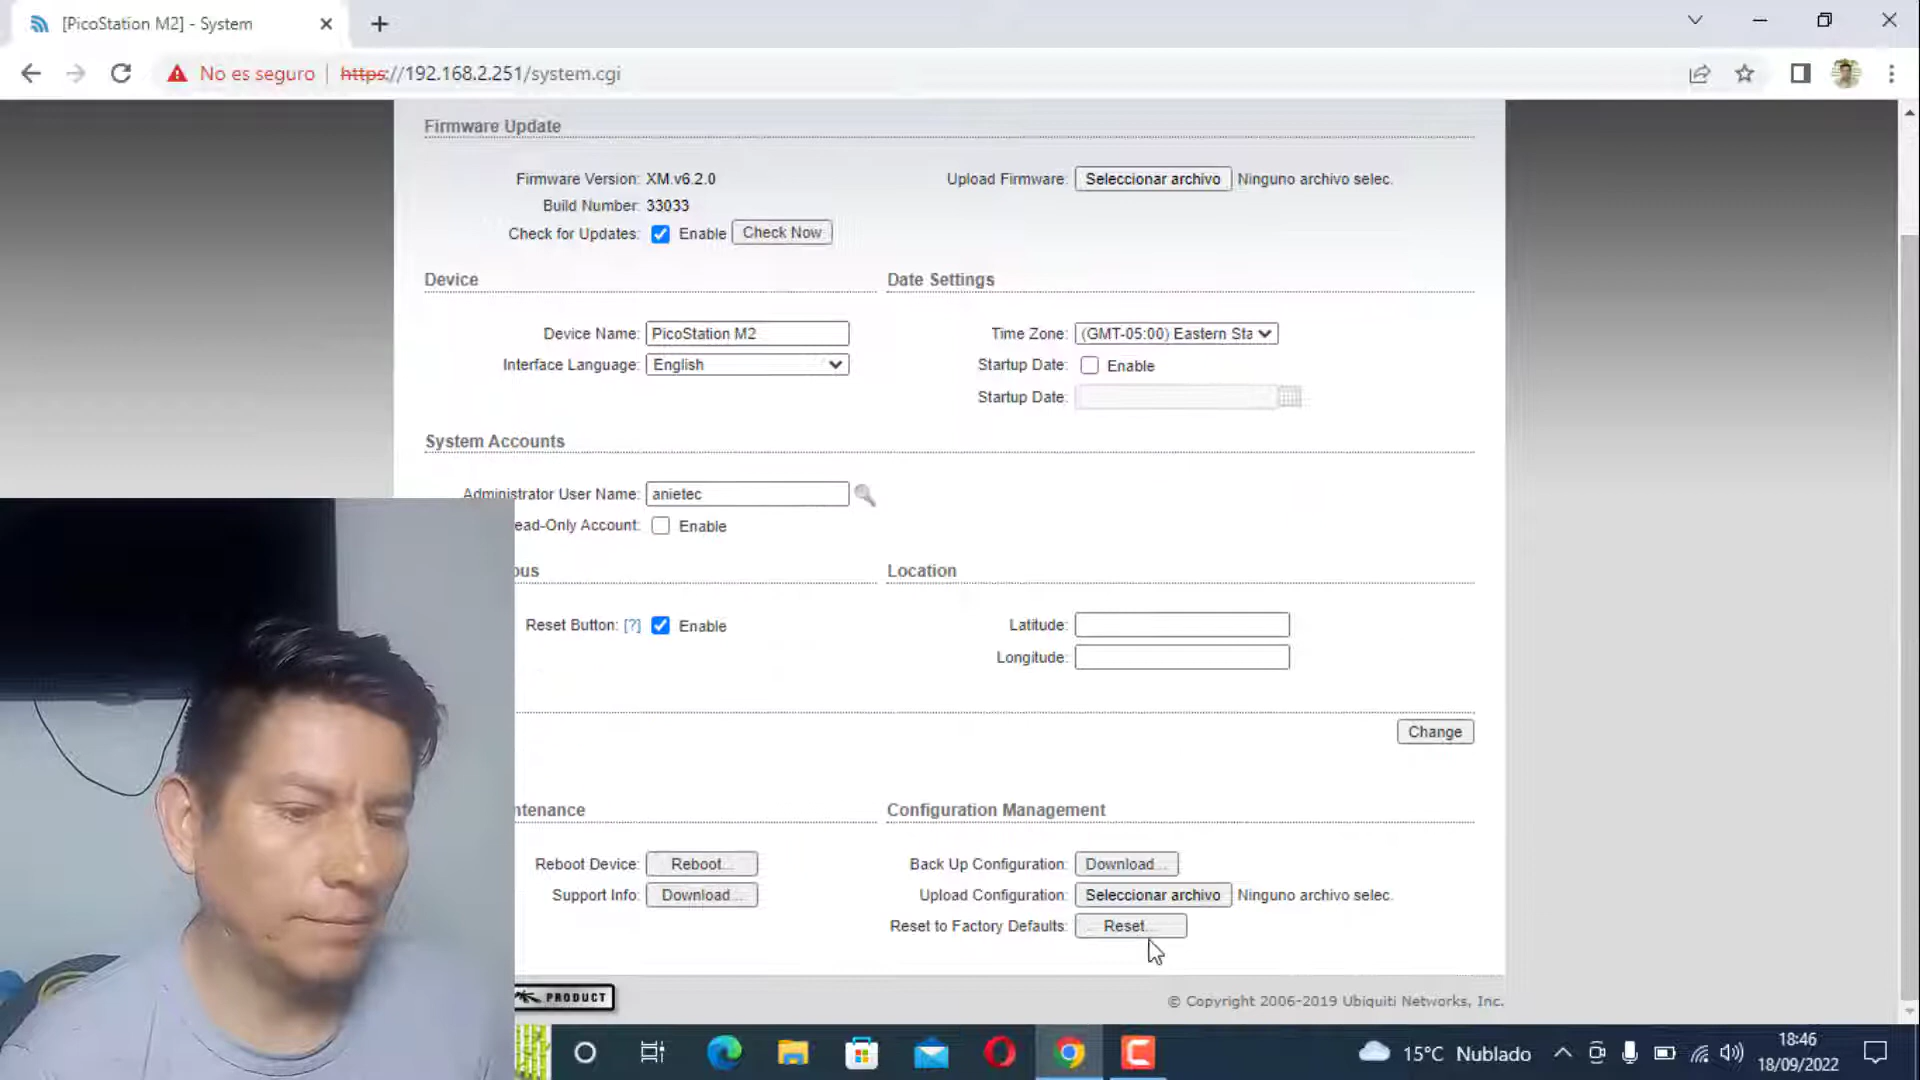 [PicoStation M2] - System
No es seguro | https://192.168.2.251/system.cgi
Firmware Update
Firmware Version: XM.v6.2.0
Upload Firmware: Seleccionar archivo Ninguno archivo selec.
Build Number: 33033
Check for Updates: Enable Check Now
Device
Date Settings
Device Name: PicoStation M2
Time Zone: (GMT-05:00) Eastern Sta
Interface Language: English
Startup Date: Enable
Startup Date:
System Accounts
Administrator User Name: anietec
ead-Only Account: Enable
ous
Location
Reset Button: [?] Enable
Latitude:
Longitude:
Change
ntenance
Configuration Management
Reboot Device: Reboot...
Back Up Configuration: Download...
Support Info: Download...
Upload Configuration: Seleccionar archivo Ninguno archivo selec.
Reset to Factory Defaults: Reset...
PRODUCT
© Copyright 2006-2019 Ubiquiti Networks, Inc.
15°C Nublado
18:46
18/09/2022